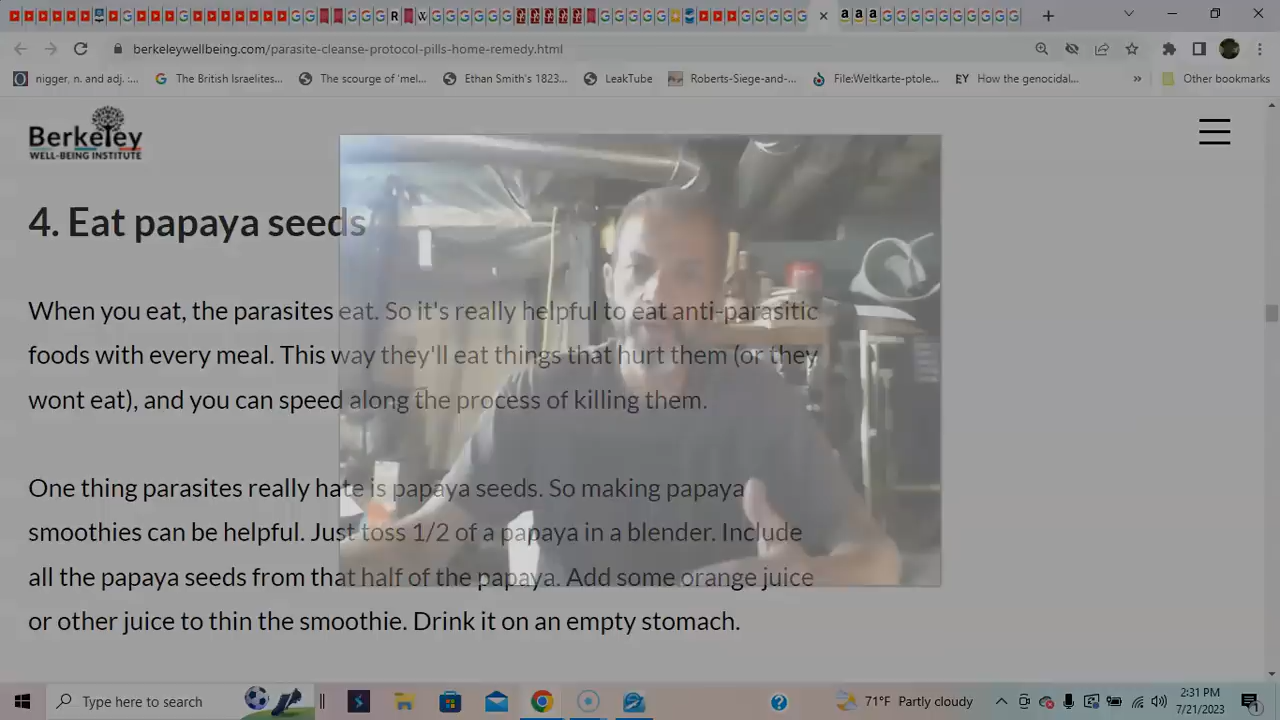 berkeleywellbeing.com/parasite-cleanse-protocol-pills-home-remedy.html
nigger, n. and adj. :... The British Israelites... The scourge of 'mel... Ethan Smith's 1823... LeakTube Roberts-Siege-and-... File:Weltkarte-ptole... EY How the genocidal... » Other bookmarks
Berkeley
WELL-BEING INSTITUTE
4. Eat papaya seeds
When you eat, the parasites eat. So it's really helpful to eat anti-parasitic
foods with every meal. This way they'll eat things that hurt them (or they
wont eat), and you can speed along the process of killing them.
One thing parasites really hate is papaya seeds. So making papaya
smoothies can be helpful. Just toss 1/2 of a papaya in a blender. Include
all the papaya seeds from that half of the papaya. Add some orange juice
or other juice to thin the smoothie. Drink it on an empty stomach.
Type here to search
71°F Partly cloudy
2:31 PM
7/21/2023